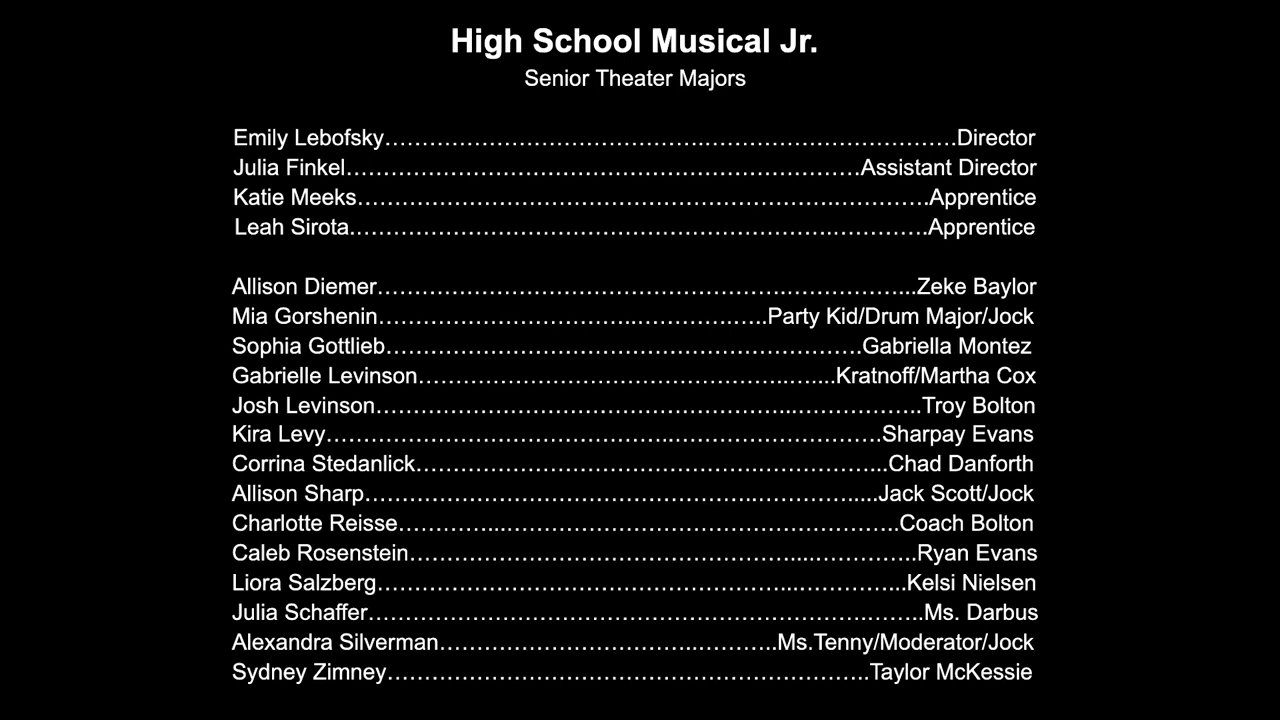 High School Musical Jr.
Senior Theater Majors
Emily Lebofsky……………………………………..……………………………Director
Julia Finkel……………………………………………………………Assistant Director
Katie Meeks……………………………………………………….…………Apprentice
Leah Sirota.……………………………………………………….…………Apprentice
Allison Diemer………………………………………………..……………...Zeke Baylor
Mia Gorshenin……………………………..………….…..Party Kid/Drum Major/Jock
Sophia Gottlieb……………………………………………………….Gabriella Montez
Gabrielle Levinson…………………………………………..…....Kratnoff/Martha Cox
Josh Levinson………………………………………………...……………..Troy Bolton
Kira Levy………………………………………..……………………….Sharpay Evans
Corrina Stedanlick……………………………………….……………...Chad Danforth
Allison Sharp……………………………………………..………….....Jack Scott/Jock
Charlotte Reisse…………...……………………………………………..Coach Bolton
Caleb Rosenstein……………………………………………...…………..Ryan Evans
Liora Salzberg………………………………………………...…………...Kelsi Nielsen
Julia Schaffer………………………………………………………….……..Ms. Darbus
Alexandra Silverman……………………………..………..Ms.Tenny/Moderator/Jock
Sydney Zimney………………………………………………………..Taylor McKessie